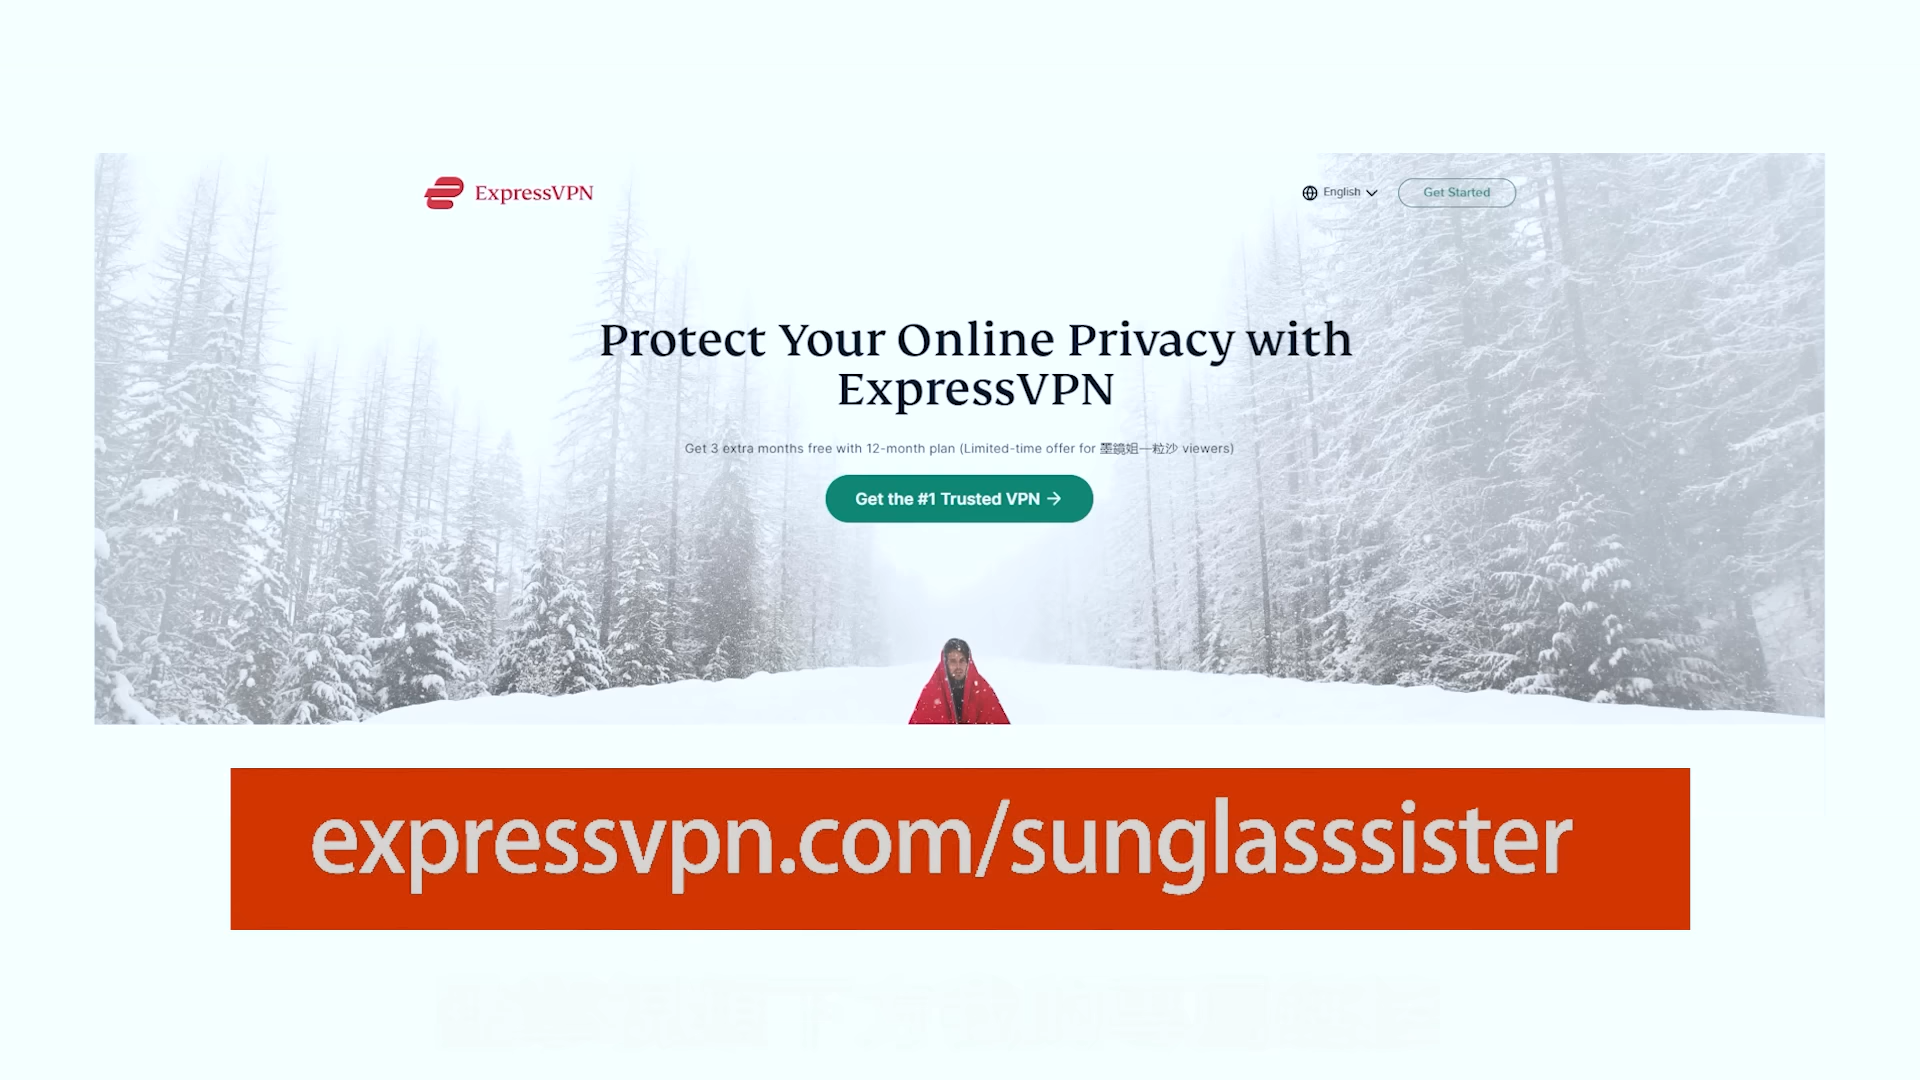 ExpressVPN
English
Get Started
Protect Your Online Privacy with
ExpressVPN
Get 3 extra months free with 12-month plan (Limited-time offer for 墨鏡姐一粒沙 viewers)
Get the #1 Trusted VPN →
expressvpn.com/sunglasssister